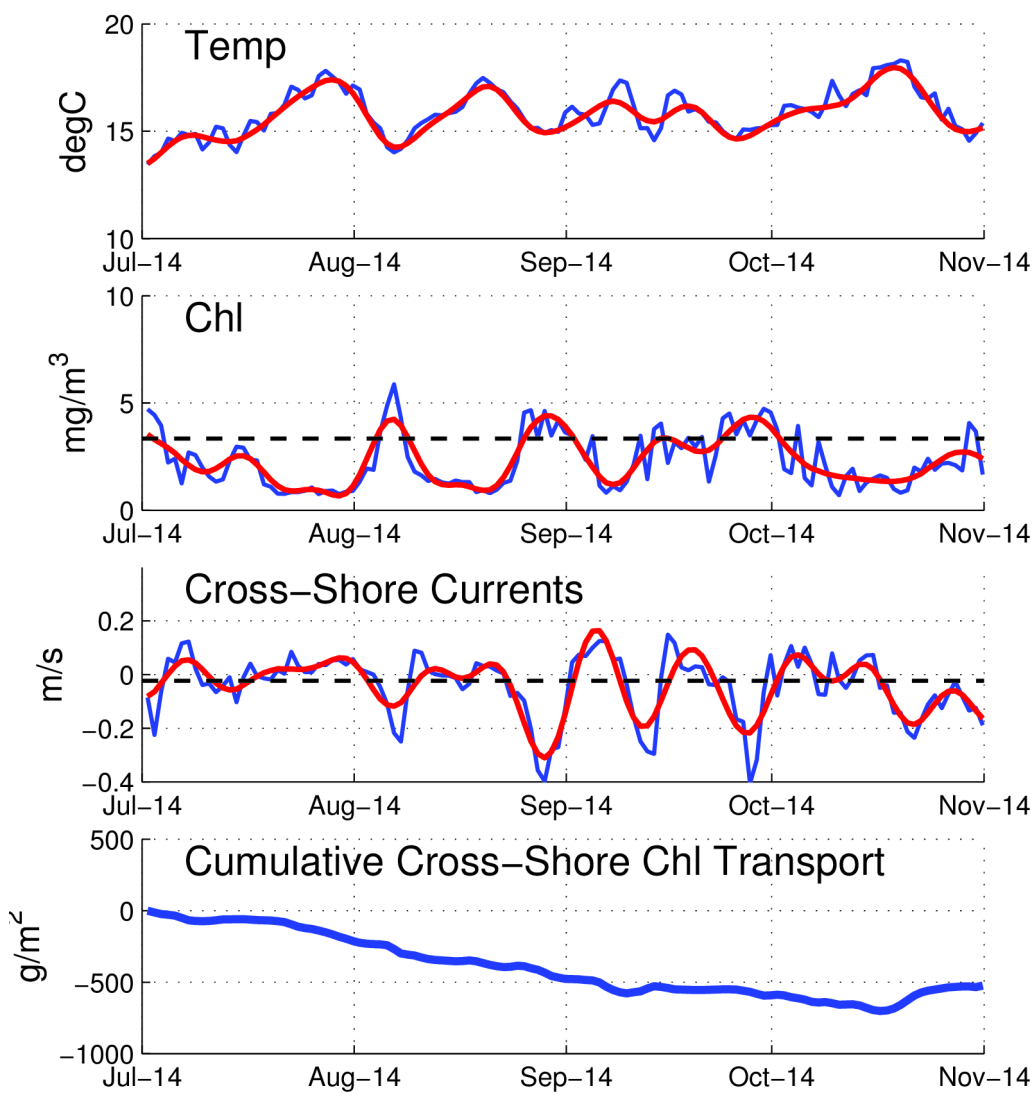 20
Temp
15
degC
10
Jul−14 Aug−14 Sep−14 Oct−14 Nov−14
10
Chl
5
mg/m³
0
Jul−14 Aug−14 Sep−14 Oct−14 Nov−14
Cross−Shore Currents
0.2
0
m/s
−0.2
−0.4
Jul−14 Aug−14 Sep−14 Oct−14 Nov−14
500
Cumulative Cross−Shore Chl Transport
0
g/m²
−500
−1000
Jul−14 Aug−14 Sep−14 Oct−14 Nov−14